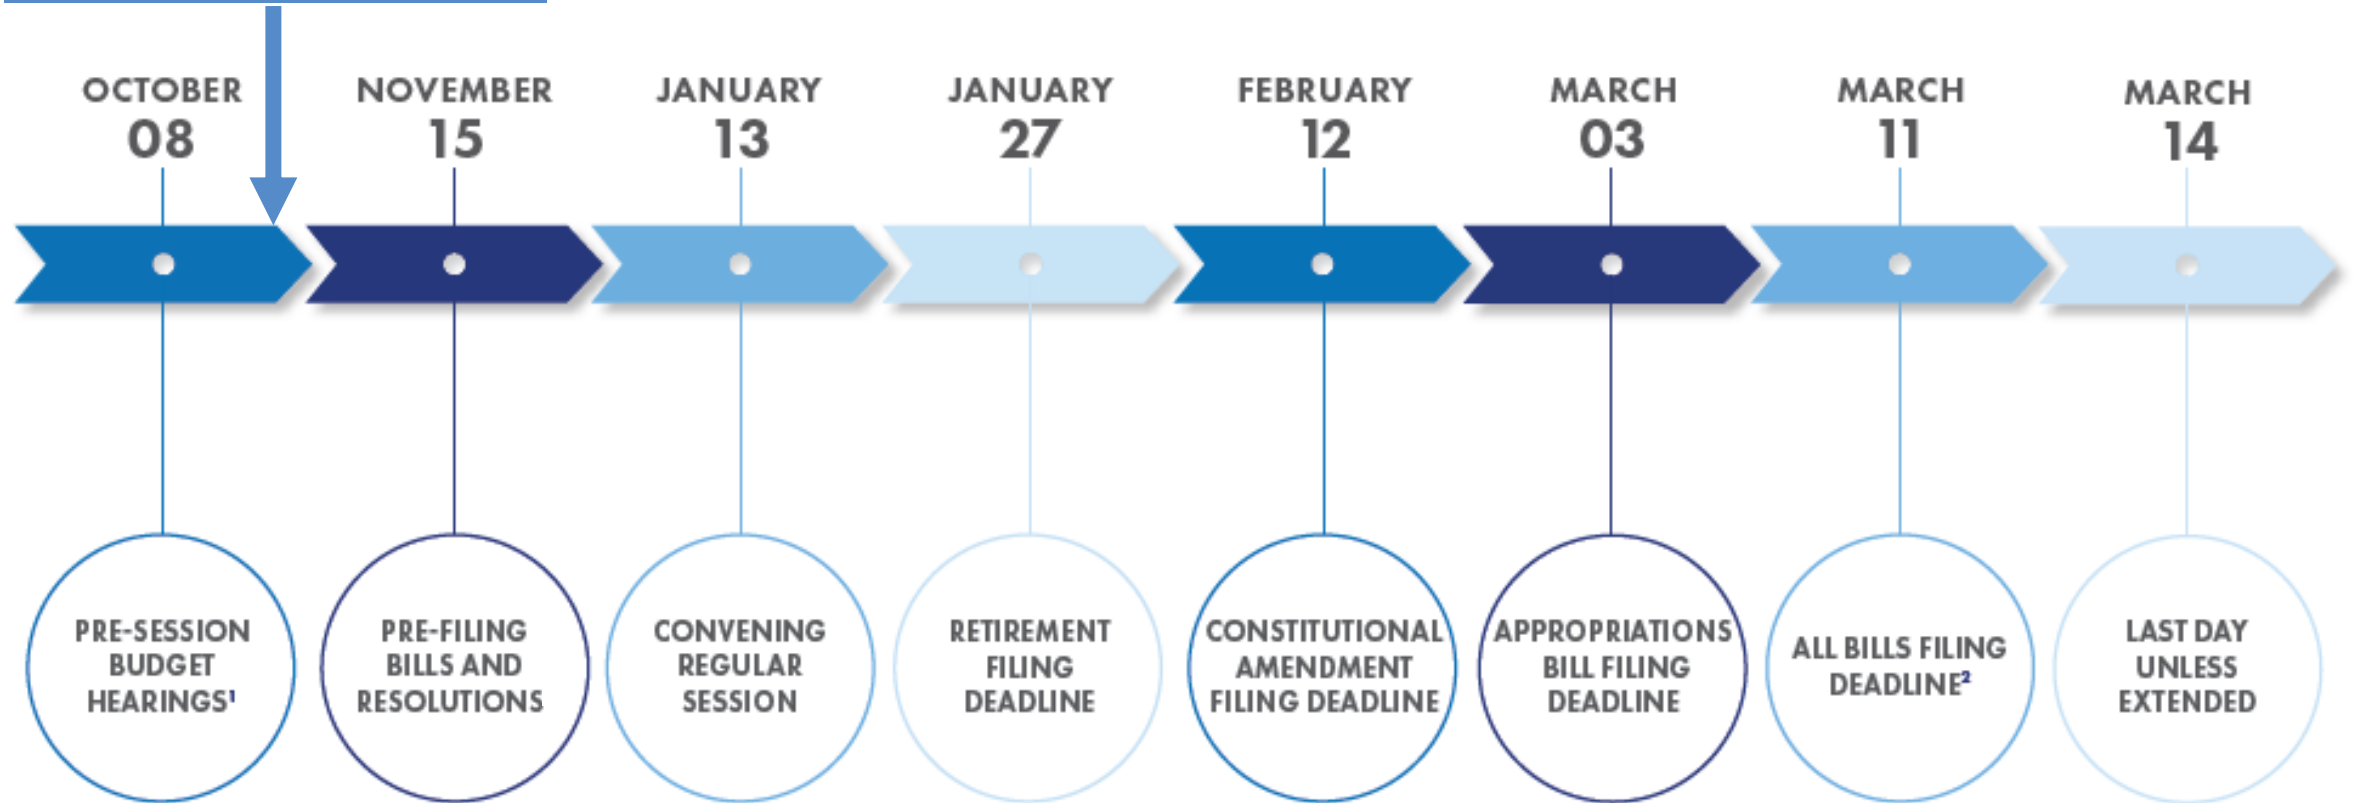 OCTOBER
08
NOVEMBER
15
JANUARY
13
JANUARY
27
FEBRUARY
12
MARCH
03
MARCH
11
MARCH
14
PRE-SESSION
BUDGET
HEARINGS¹
PRE-FILING
BILLS AND
RESOLUTIONS
CONVENING
REGULAR
SESSION
RETIREMENT
FILING
DEADLINE
CONSTITUTIONAL
AMENDMENT
FILING DEADLINE
APPROPRIATIONS
BILL FILING
DEADLINE
ALL BILLS FILING
DEADLINE²
LAST DAY
UNLESS
EXTENDED